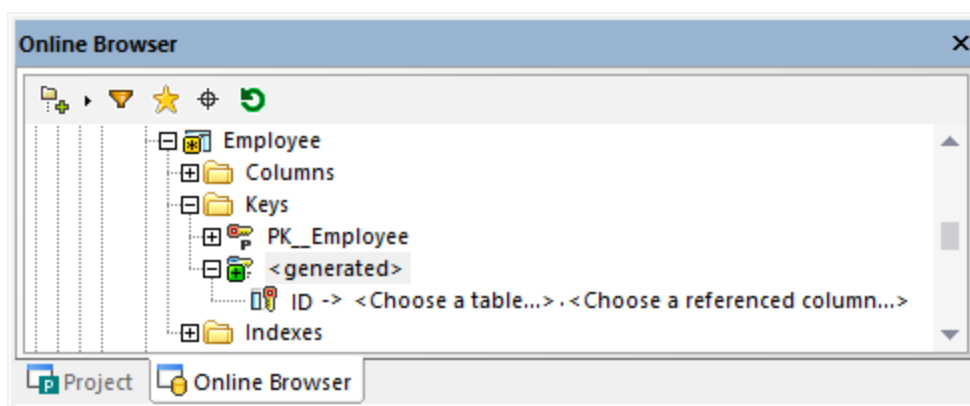 Online Browser
Employee
Columns
Keys
PK__Employee
<generated>
ID -> <Choose a table...>.<Choose a referenced column...>
Indexes
Project Online Browser